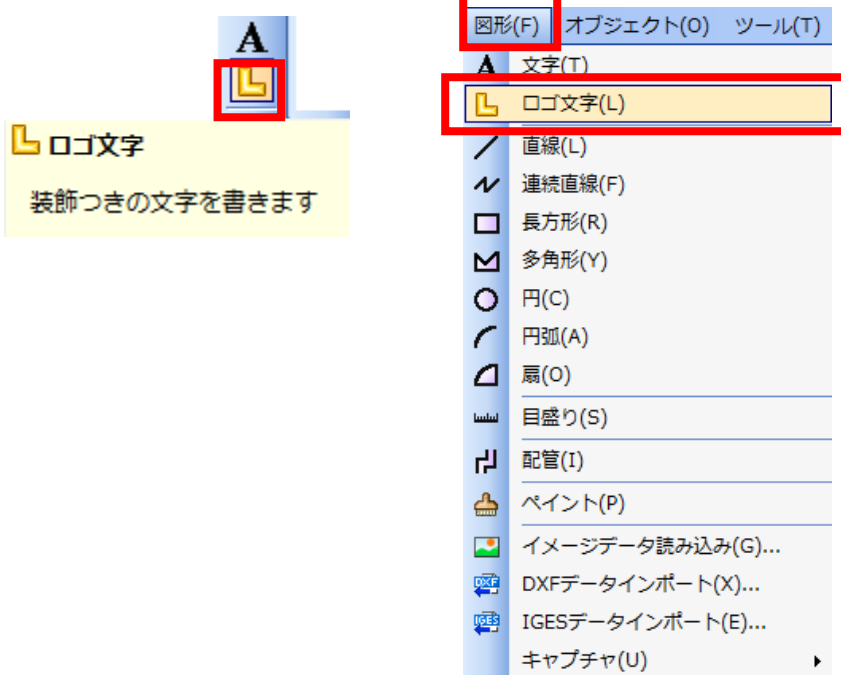 A
ロゴ文字
装飾つきの文字を書きます
図形(F) オブジェクト(O) ツール(T)
A 文字(T)
ロゴ文字(L)
直線(L)
連続直線(F)
長方形(R)
多角形(Y)
円(C)
円弧(A)
扇(O)
目盛り(S)
配管(I)
ペイント(P)
イメージデータ読み込み(G)...
DXF DXFデータインポート(X)...
IGES IGESデータインポート(E)...
キャプチャ(U)